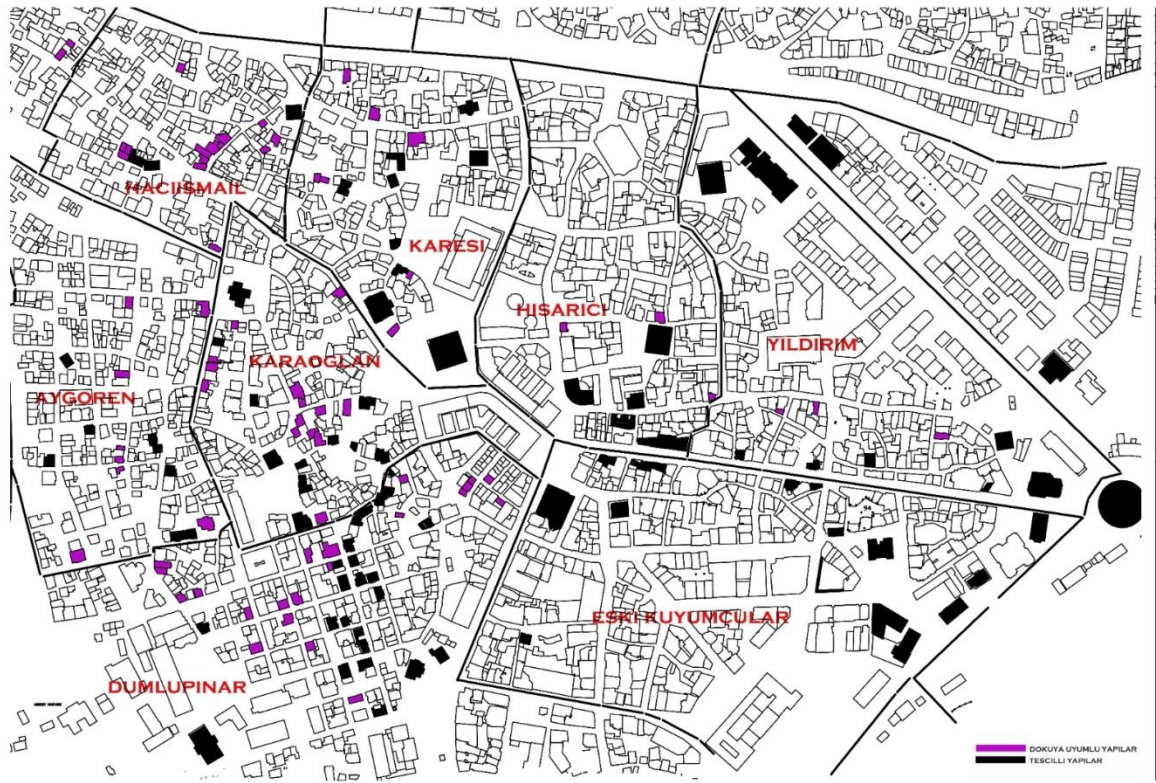 HACIISMAIL
KARESI
HISARICI
YILDIRIM
KARAOGLAN
AYGOREN
ESKI KUYUMCULAR
DUMLUPINAR
DOKUYA UYUMLU YAPILAR
TESCILLI YAPILAR